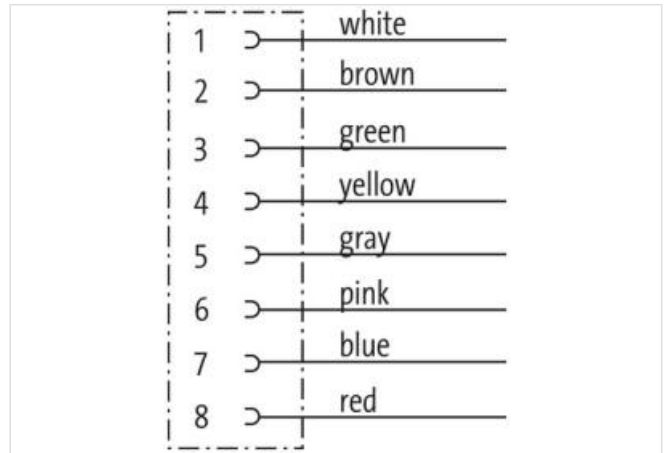 1 white
2 brown
3 green
4 yellow
5 gray
6 pink
7 blue
8 red